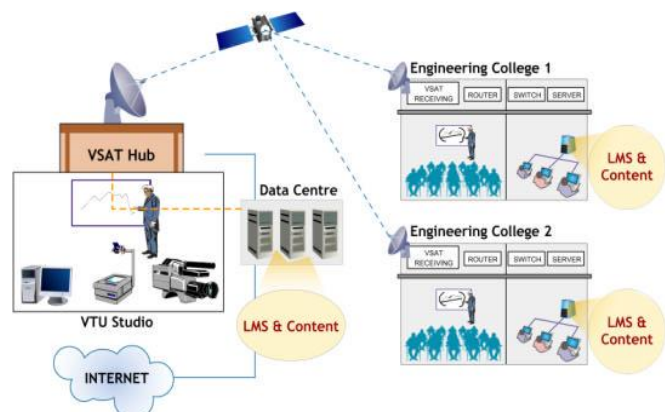 Engineering College 1
VSAT
RECEIVING
ROUTER
SWITCH
SERVER
LMS &
Content
VSAT Hub
Data Centre
LMS & Content
VTU Studio
INTERNET
Engineering College 2
VSAT
RECEIVING
ROUTER
SWITCH
SERVER
LMS &
Content